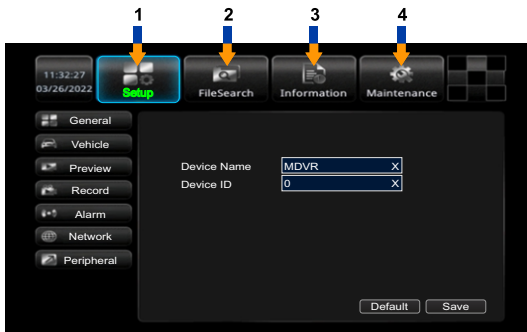 1 2 3 4
11:32:27
03/26/2022
Setup FileSearch Information Maintenance
General
Vehicle
Preview
Record
Alarm
Network
Peripheral
Device Name MDVR X
Device ID 0 X
Default Save